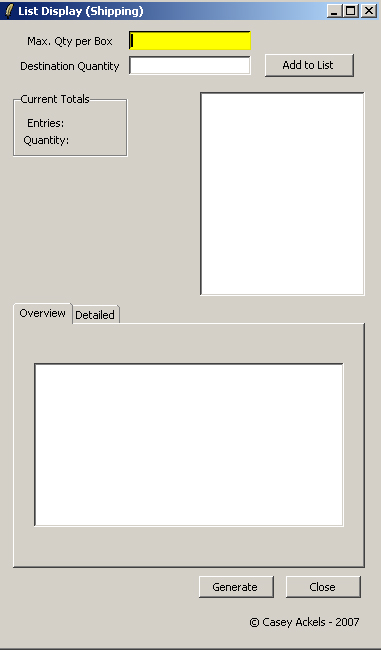 List Display (Shipping)
Max. Qty per Box
Destination Quantity
Add to List
Current Totals
Entries:
Quantity:
Overview
Detailed
Generate
Close
© Casey Ackels - 2007